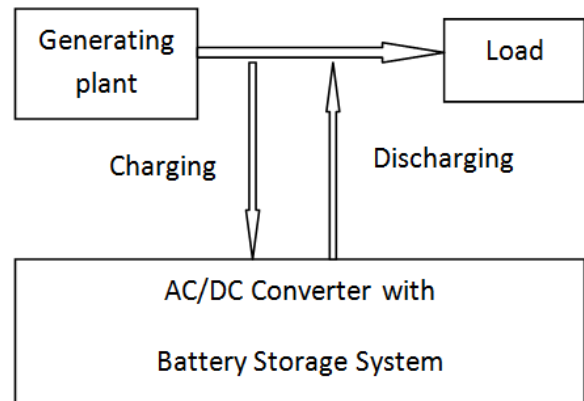 Generating
plant
Load
Charging
Discharging
AC/DC Converter with
Battery Storage System